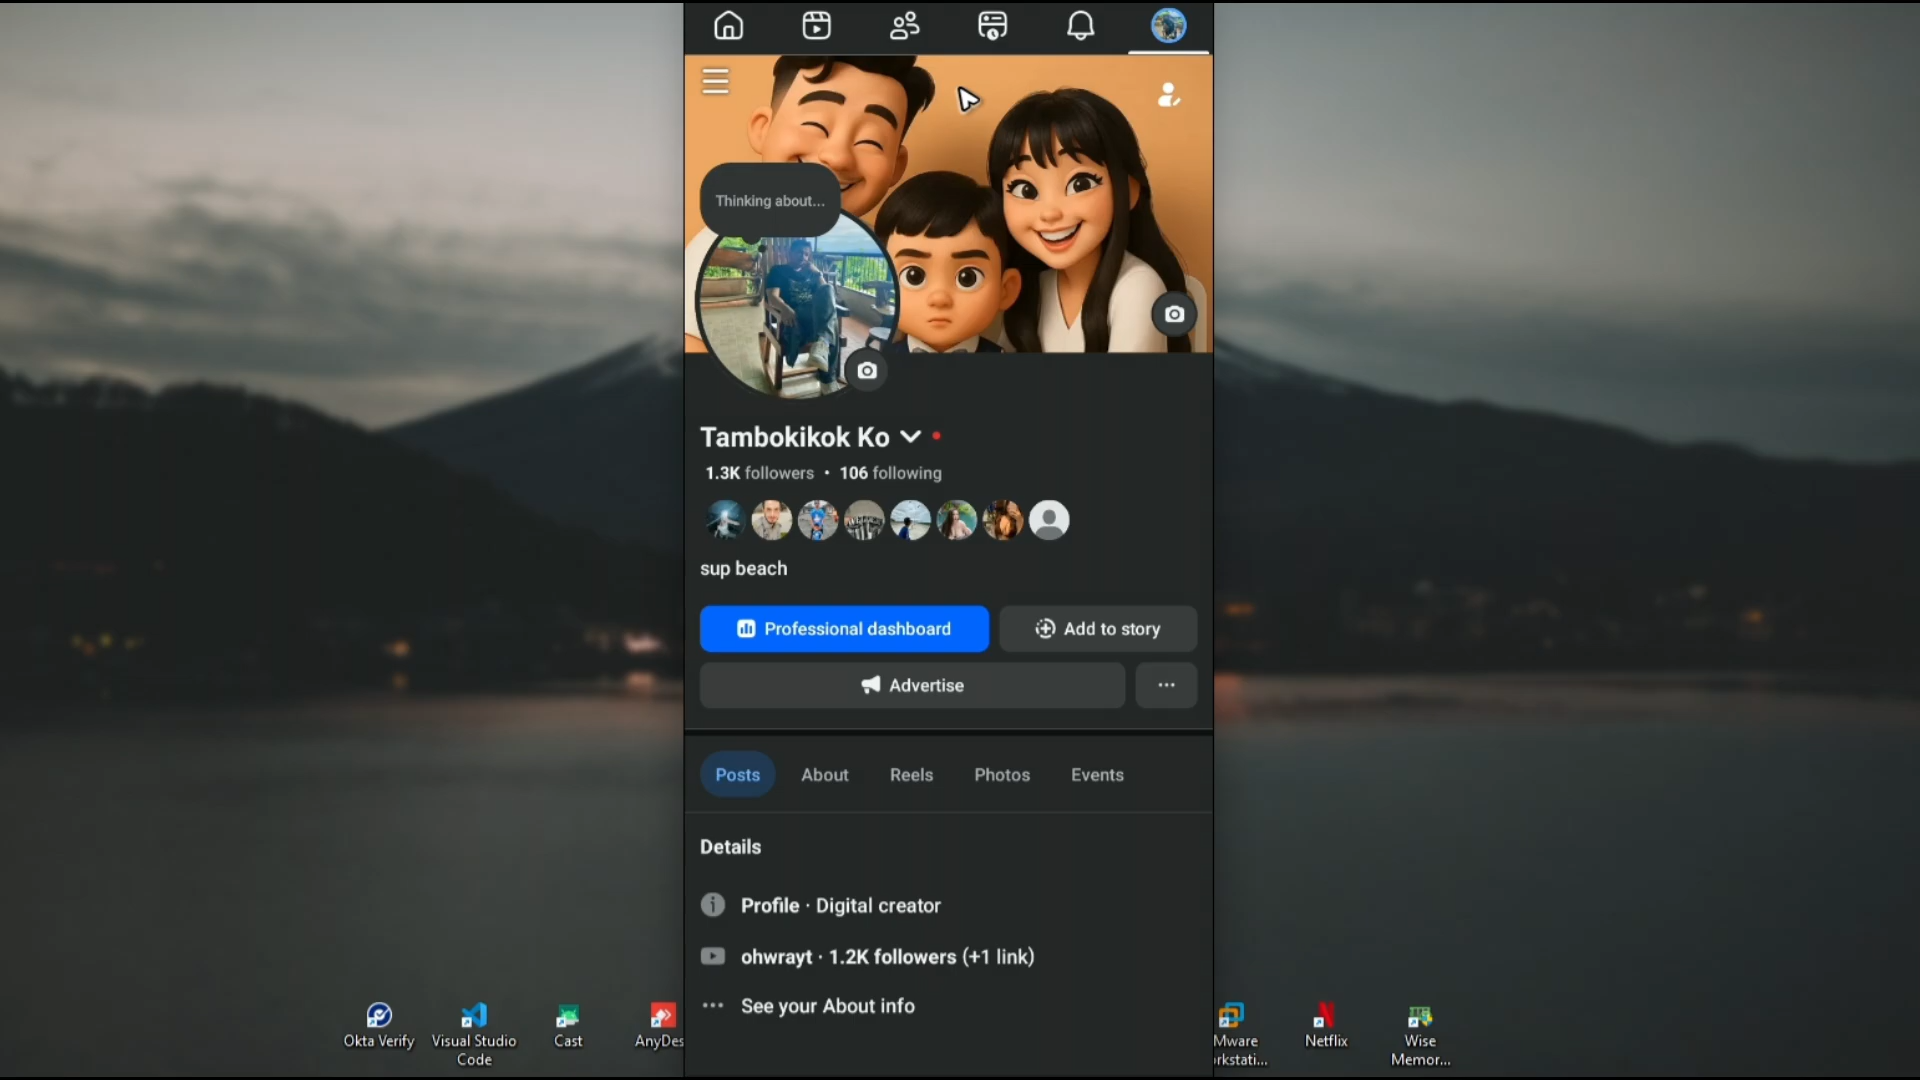 Thinking about...
Tambokikok Ko
1.3K followers • 106 following
sup beach
Professional dashboard
Add to story
Advertise
Posts
About
Reels
Photos
Events
Details
Profile · Digital creator
ohwrayt · 1.2K followers (+1 link)
See your About info
Okta Verify
Visual Studio
Code
Cast
AnyDes
Mware
rkstati...
Netflix
Wise
Memor...